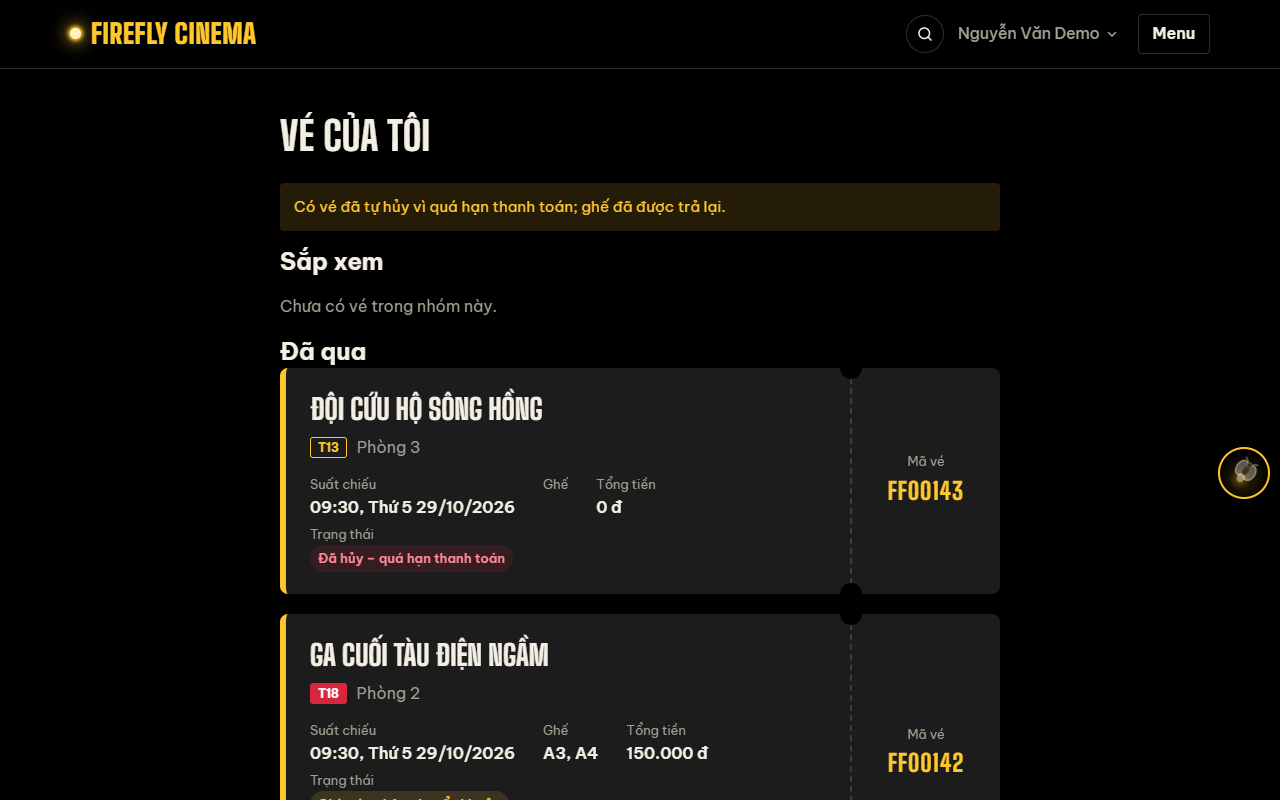 FIREFLY CINEMA
Nguyễn Văn Demo
Menu
VÉ CỦA TÔI
Có vé đã tự hủy vì quá hạn thanh toán; ghế đã được trả lại.
Sắp xem
Chưa có vé trong nhóm này.
Đã qua
ĐỘI CỨU HỘ SÔNG HỒNG
T13 Phòng 3
Suất chiếu Ghế Tổng tiền
09:30, Thứ 5 29/10/2026 0 đ
Trạng thái
Đã hủy – quá hạn thanh toán
Mã vé
FF00143
GA CUỐI TÀU ĐIỆN NGẦM
T18 Phòng 2
Suất chiếu Ghế Tổng tiền
09:30, Thứ 5 29/10/2026 A3, A4 150.000 đ
Trạng thái
Mã vé
FF00142